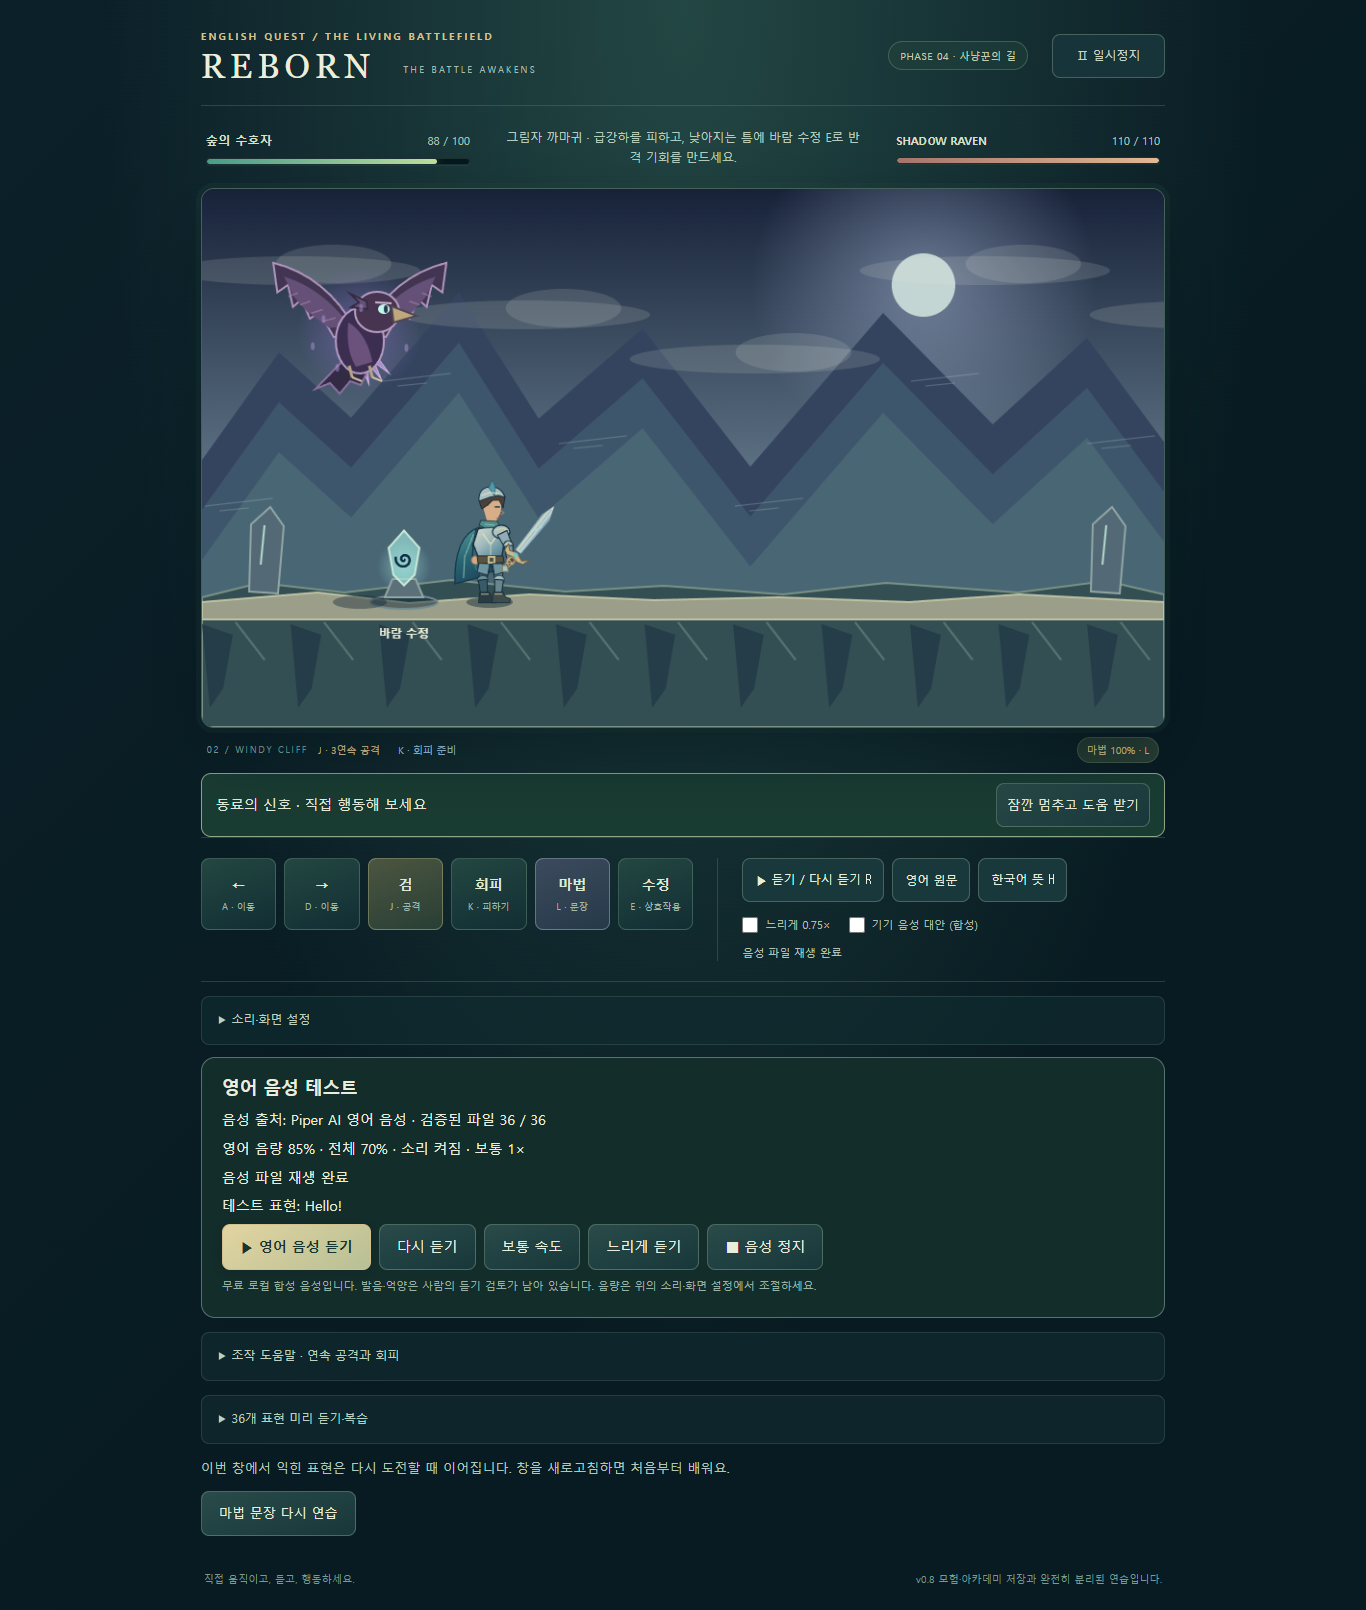 ENGLISH QUEST / THE LIVING BATTLEFIELD
REBORN THE BATTLE AWAKENS
PHASE 04 · 사냥꾼의 길
Ⅱ 일시정지
숲의 수호자 88 / 100
그림자 까마귀 · 급강하를 피하고, 낮아지는 틈에 바람 수정 E로 반
격 기회를 만드세요.
SHADOW RAVEN 110 / 110
바람 수정
02 / WINDY CLIFF J · 3연속 공격 K · 회피 준비
마법 100% · L
동료의 신호 · 직접 행동해 보세요
잠깐 멈추고 도움 받기
←
A · 이동
→
D · 이동
검
J · 공격
회피
K · 피하기
마법
L · 문장
수정
E · 상호작용
▶ 듣기 / 다시 듣기 R
영어 원문
한국어 뜻 H
느리게 0.75×
기기 음성 대안 (합성)
음성 파일 재생 완료
▶ 소리·화면 설정
영어 음성 테스트
음성 출처: Piper AI 영어 음성 · 검증된 파일 36 / 36
영어 음량 85% · 전체 70% · 소리 켜짐 · 보통 1×
음성 파일 재생 완료
테스트 표현: Hello!
▶ 영어 음성 듣기
다시 듣기
보통 속도
느리게 듣기
■ 음성 정지
무료 로컬 합성 음성입니다. 발음·억양은 사람의 듣기 검토가 남아 있습니다. 음량은 위의 소리·화면 설정에서 조절하세요.
▶ 조작 도움말 · 연속 공격과 회피
▶ 36개 표현 미리 듣기·복습
이번 창에서 익힌 표현은 다시 도전할 때 이어집니다. 창을 새로고침하면 처음부터 배워요.
마법 문장 다시 연습
직접 움직이고, 듣고, 행동하세요.
v0.8 모험·아카데미 저장과 완전히 분리된 연습입니다.